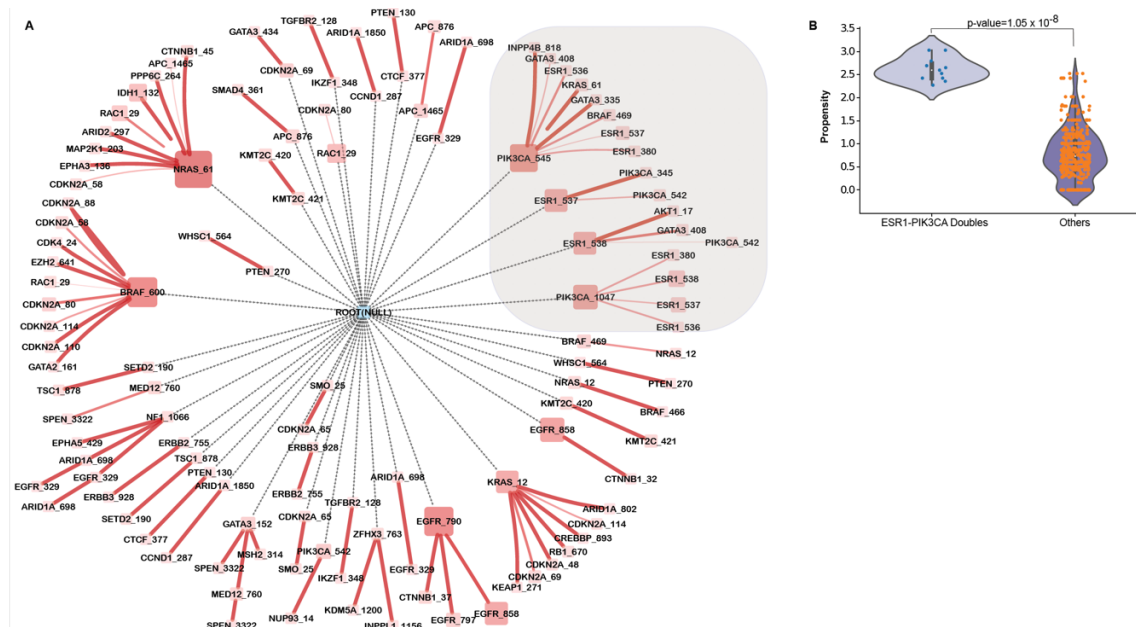 A
TGFBR2_128
PTEN_130
ARID1A_1850
APC_876
GATA3_434
ARID1A_698
CTNNB1_45
APC_1465
PPP6C_264
IDH1_132
RAC1_29
ARID2_297
MAP2K1_203
EPHA3_136
CDKN2A_58
NRAS_61
CDKN2A_69
IKZF1_348
CTCF_377
CCND1_287
APC_1465
EGFR_329
SMAD4_361
CDKN2A_80
APC_876
RAC1_29
KMT2C_420
KMT2C_421
INPP4B_818
GATA3_408
ESR1_536
KRAS_61
GATA3_335
BRAF_469
ESR1_537
ESR1_380
PIK3CA_545
PIK3CA_345
ESR1_537
PIK3CA_542
AKT1_17
GATA3_408
ESR1_538
PIK3CA_542
ESR1_380
ESR1_538
PIK3CA_1047
ESR1_537
ESR1_536
CDKN2A_88
CDKN2A_58
CDK4_24
EZH2_641
RAC1_29
BRAF_600
CDKN2A_80
CDKN2A_114
CDKN2A_110
GATA2_161
WHSC1_564
PTEN_270
ROOT(NULL)
BRAF_469
NRAS_12
WHSC1_564
PTEN_270
NRAS_12
BRAF_466
KMT2C_420
KMT2C_421
EGFR_858
CTNNB1_32
SETD2_190
TSC1_878
MED12_760
SPEN_3322
NF1_1066
EPHA5_429
ARID1A_698
EGFR_329
EGFR_329
ARID1A_698
ERBB2_755
ERBB3_928
TSC1_878
SETD2_190
PTEN_130
CTCF_377
ARID1A_1850
CCND1_287
SMO_25
CDKN2A_65
ERBB3_928
ERBB2_755
GATA3_152
MSH2_314
SPEN_3322
MED12_760
SPEN_3322
CDKN2A_65
SMO_25
TGFBR2_128
IKZF1_348
PIK3CA_542
NUP93_14
ZFHX3_763
KDM5A_1200
INPPL1_1156
ARID1A_698
EGFR_329
EGFR_790
CTNNB1_37
EGFR_797
EGFR_858
KRAS_12
ARID1A_802
CDKN2A_114
CREBBP_893
RB1_670
CDKN2A_48
CDKN2A_69
KEAP1_271
B
p-value=1.05 x 10⁻⁸
Propensity
3.5
3.0
2.5
2.0
1.5
1.0
0.5
0.0
ESR1-PIK3CA Doubles
Others